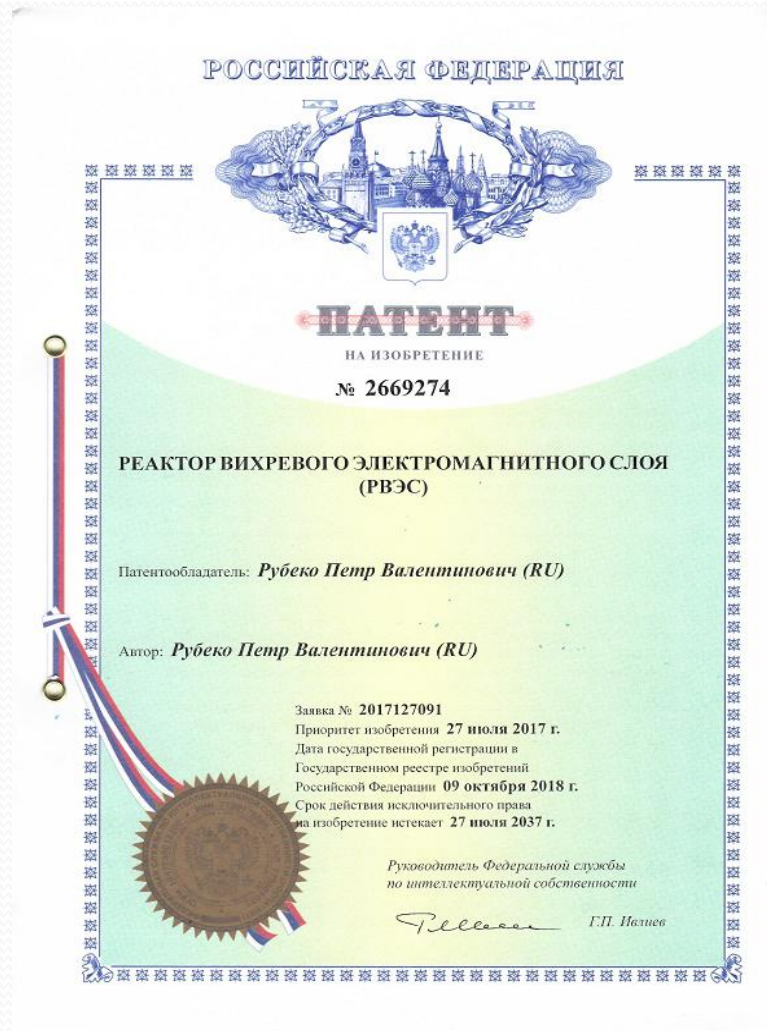 РОССИЙСКАЯ ФЕДЕРАЦИЯ
ПАТЕНТ
НА ИЗОБРЕТЕНИЕ
№ 2669274
РЕАКТОР ВИХРЕВОГО ЭЛЕКТРОМАГНИТНОГО СЛОЯ
(РВЭС)
Патентообладатель: Рубеко Петр Валентинович (RU)
Автор: Рубеко Петр Валентинович (RU)
Заявка № 2017127091
Приоритет изобретения 27 июля 2017 г.
Дата государственной регистрации в
Государственном реестре изобретений
Российской Федерации 09 октября 2018 г.
Срок действия исключительного права
на изобретение истекает 27 июля 2037 г.
Руководитель Федеральной службы
по интеллектуальной собственности
Г.П. Ивлиев